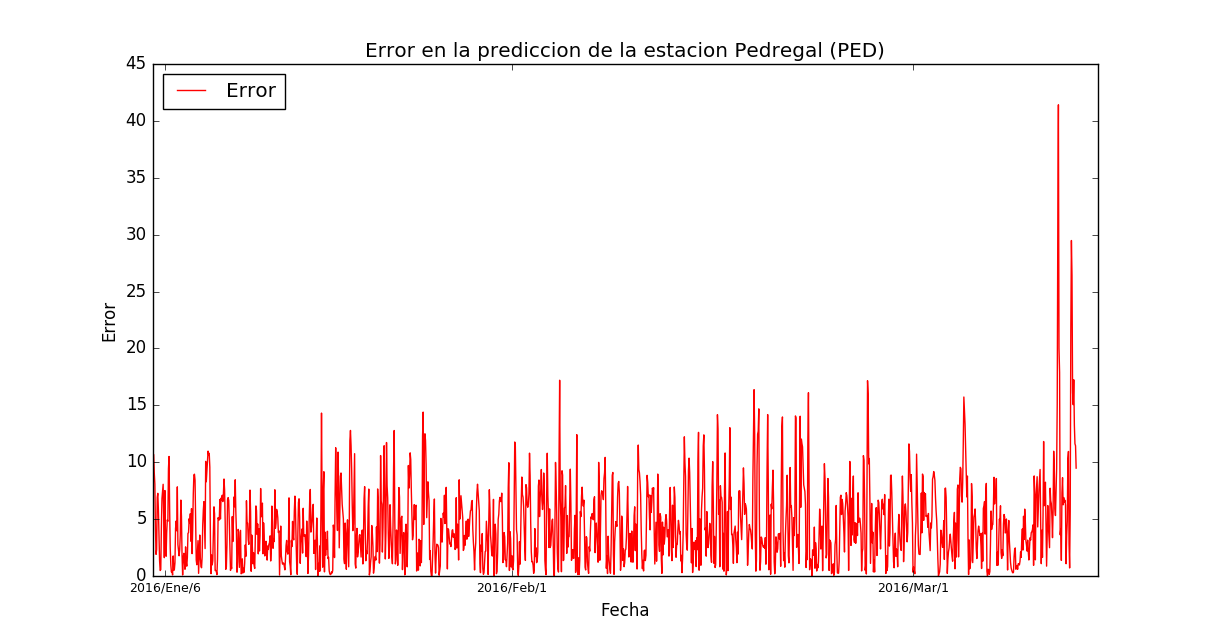 Error en la prediccion de la estacion Pedregal (PED)
Error
45
40
35
30
25
20
15
10
5
0
Error
2016/Ene/6
2016/Feb/1
2016/Mar/1
Fecha